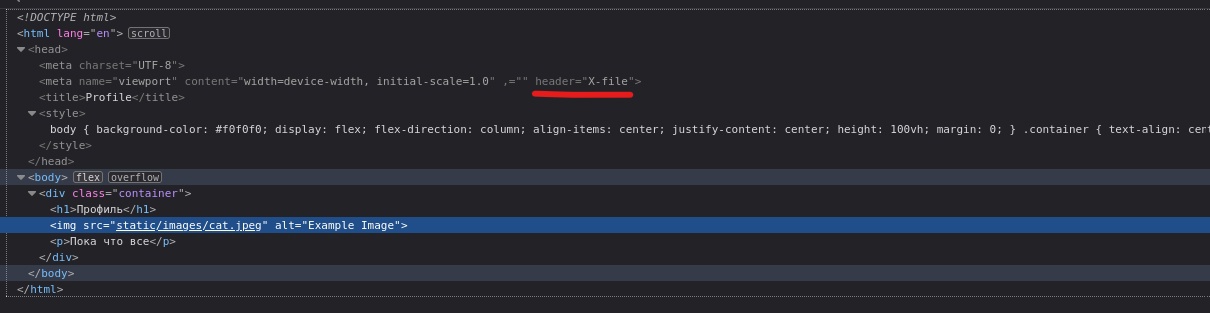 <!DOCTYPE html>
<html lang="en"> scroll
<head>
<meta charset="UTF-8">
<meta name="viewport" content="width=device-width, initial-scale=1.0" ,="" header="X-file">
<title>Profile</title>
<style>
body { background-color: #f0f0f0; display: flex; flex-direction: column; align-items: center; justify-content: center; height: 100vh; margin: 0; } .container { text-align: cent
</style>
</head>
<body> flex overflow
<div class="container">
<h1>Профиль</h1>
<img src="static/images/cat.jpeg" alt="Example Image">
<p>Пока что все</p>
</div>
</body>
</html>